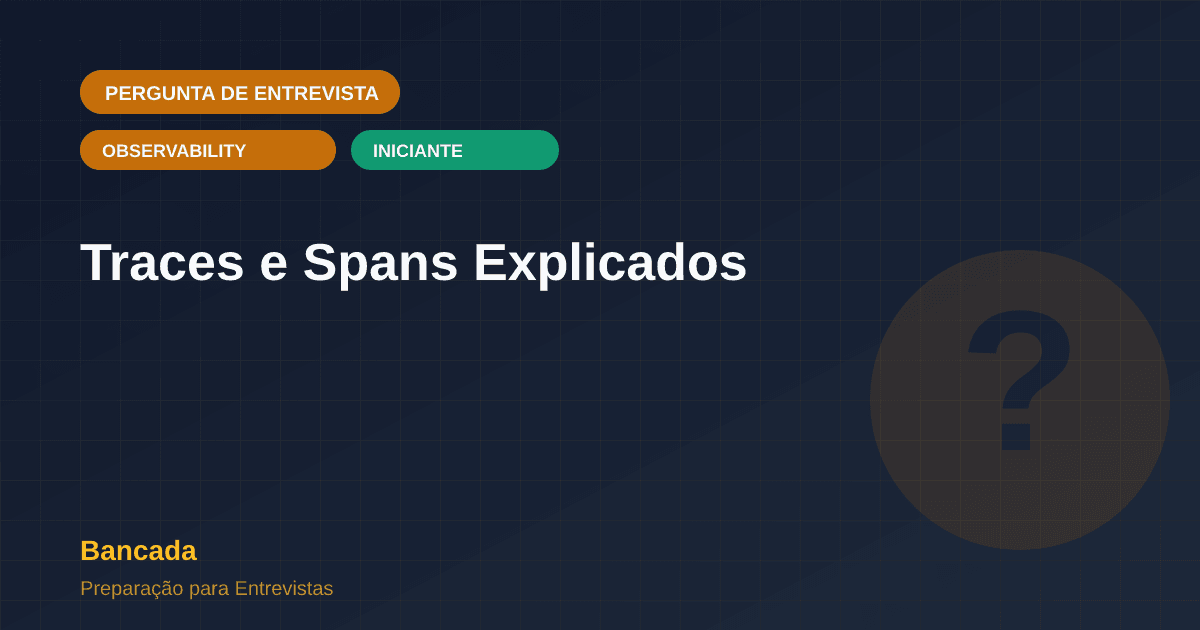 PERGUNTA DE ENTREVISTA
OBSERVABILITY INICIANTE
Traces e Spans Explicados
?
Bancada
Preparação para Entrevistas